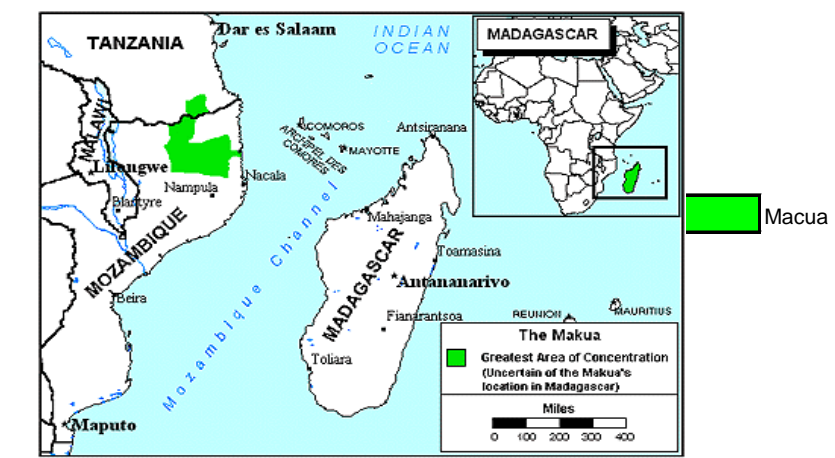 TANZANIA
Dar es Salaam
INDIAN
OCEAN
MADAGASCAR
MALAWI
COMOROS
ARCHIPEL DES
COMORES
MAYOTTE
Antsiranana
Lilongwe
Nampula
Nacala
Blantyre
MOZAMBIQUE
Mozambique Channel
Mahajanga
MADAGASCAR
Toamasina
Antananarivo
Fianarantsoa
Beira
Toliara
Maputo
REUNION
MAURITIUS
Macua
The Makua
Greatest Area of Concentration
(Uncertain of the Makua's
location in Madagascar)
Miles
0 100 200 300 400